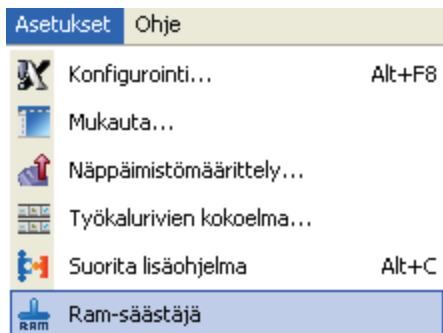 Asetukset Ohje
Konfigurointi... Alt+F8
Mukauta...
Näppäimistömäärittely...
Työkalurivien kokoelma...
Suorita lisäohjelma Alt+C
RAM Ram-säästäjä